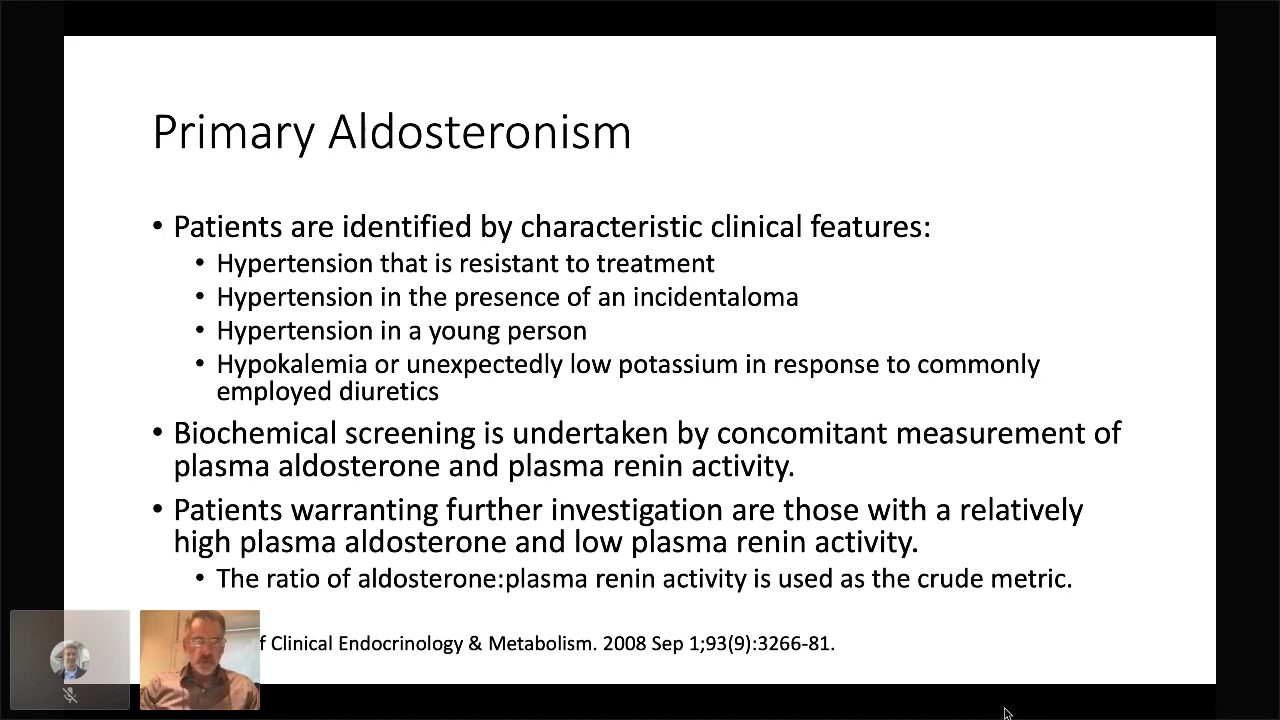 Primary Aldosteronism
• Patients are identified by characteristic clinical features:
• Hypertension that is resistant to treatment
• Hypertension in the presence of an incidentaloma
• Hypertension in a young person
• Hypokalemia or unexpectedly low potassium in response to commonly
employed diuretics
• Biochemical screening is undertaken by concomitant measurement of
plasma aldosterone and plasma renin activity.
• Patients warranting further investigation are those with a relatively
high plasma aldosterone and low plasma renin activity.
• The ratio of aldosterone:plasma renin activity is used as the crude metric.
Clinical Endocrinology & Metabolism. 2008 Sep 1;93(9):3266-81.